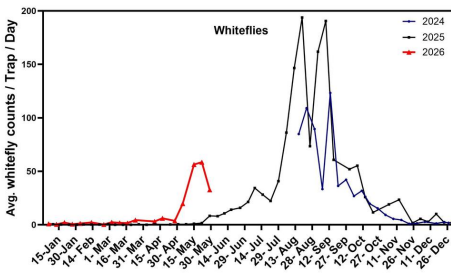 Whiteflies
2024
2025
2026
Avg. whitefly counts / Trap / Day
200
150
100
50
0
15-Jan
30-Jan
14-Feb
1-Mar
16-Mar
31-Mar
15-Apr
30-Apr
15-May
30-May
14-Jun
29-Jun
14-Jul
29-Jul
13-Aug
28-Aug
12-Sep
27-Sep
12-Oct
27-Oct
11-Nov
26-Nov
11-Dec
26-Dec